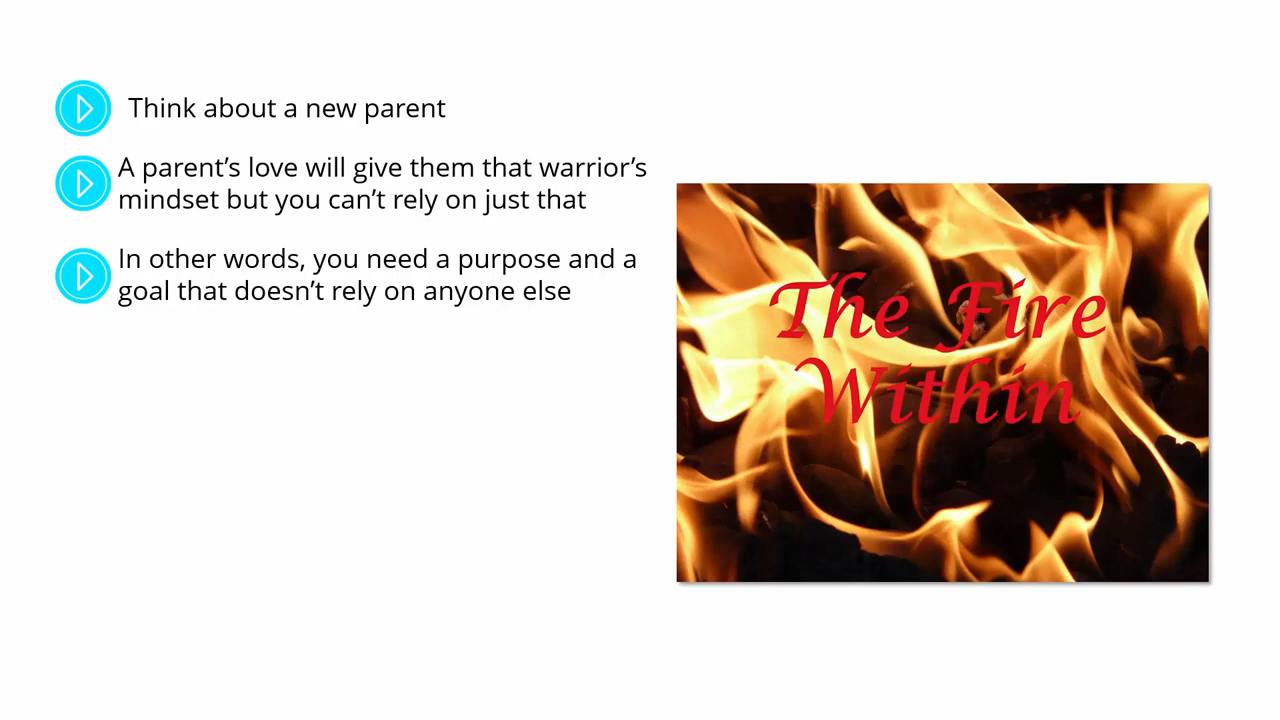 Think about a new parent
A parent’s love will give them that warrior’s
mindset but you can’t rely on just that
In other words, you need a purpose and a
goal that doesn’t rely on anyone else
The Fire
Within